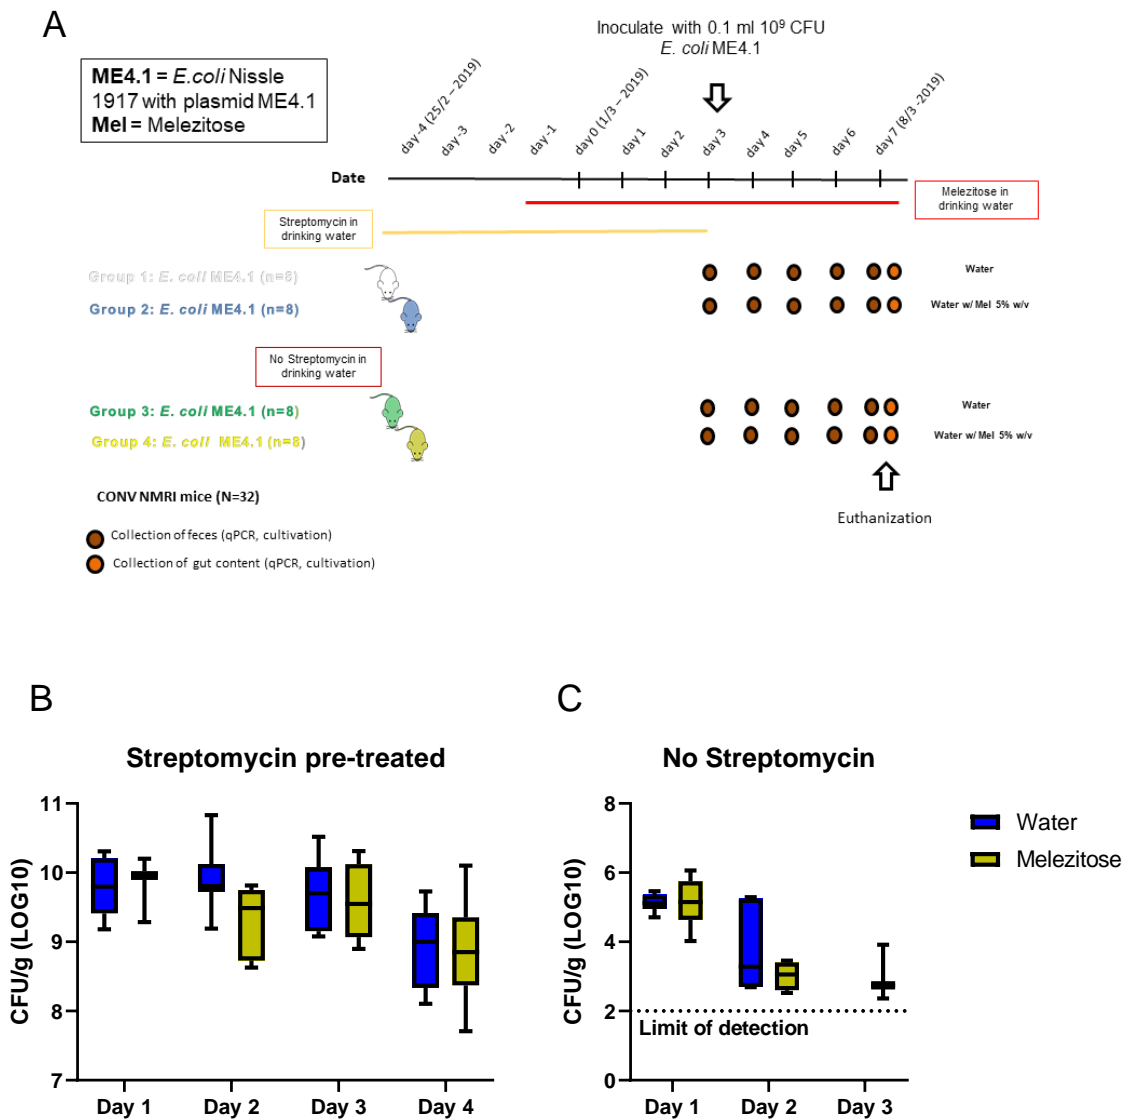 A
Inoculate with 0.1 ml 10⁹ CFU
E. coli ME4.1
ME4.1 = E.coli Nissle
1917 with plasmid ME4.1
Mel = Melezitose
day-4 (25/2 – 2019)
day-3
day-2
day-1
day0 (1/3 – 2019)
day1
day2
day3
day4
day5
day6
day7 (8/3 -2019)
Date
Melezitose in
drinking water
Streptomycin in
drinking water
Group 1: E. coli ME4.1 (n=8)
Water
Group 2: E. coli ME4.1 (n=8)
Water w/ Mel 5% w/v
No Streptomycin in
drinking water
Group 3: E. coli ME4.1 (n=8)
Water
Group 4: E. coli ME4.1 (n=8)
Water w/ Mel 5% w/v
CONV NMRI mice (N=32)
Euthanization
Collection of feces (qPCR, cultivation)
Collection of gut content (qPCR, cultivation)
B
Streptomycin pre-treated
CFU/g (LOG10)
11
10
9
8
7
Day 1
Day 2
Day 3
Day 4
C
No Streptomycin
CFU/g (LOG10)
8
6
4
2
0
Limit of detection
Day 1
Day 2
Day 3
Water
Melezitose